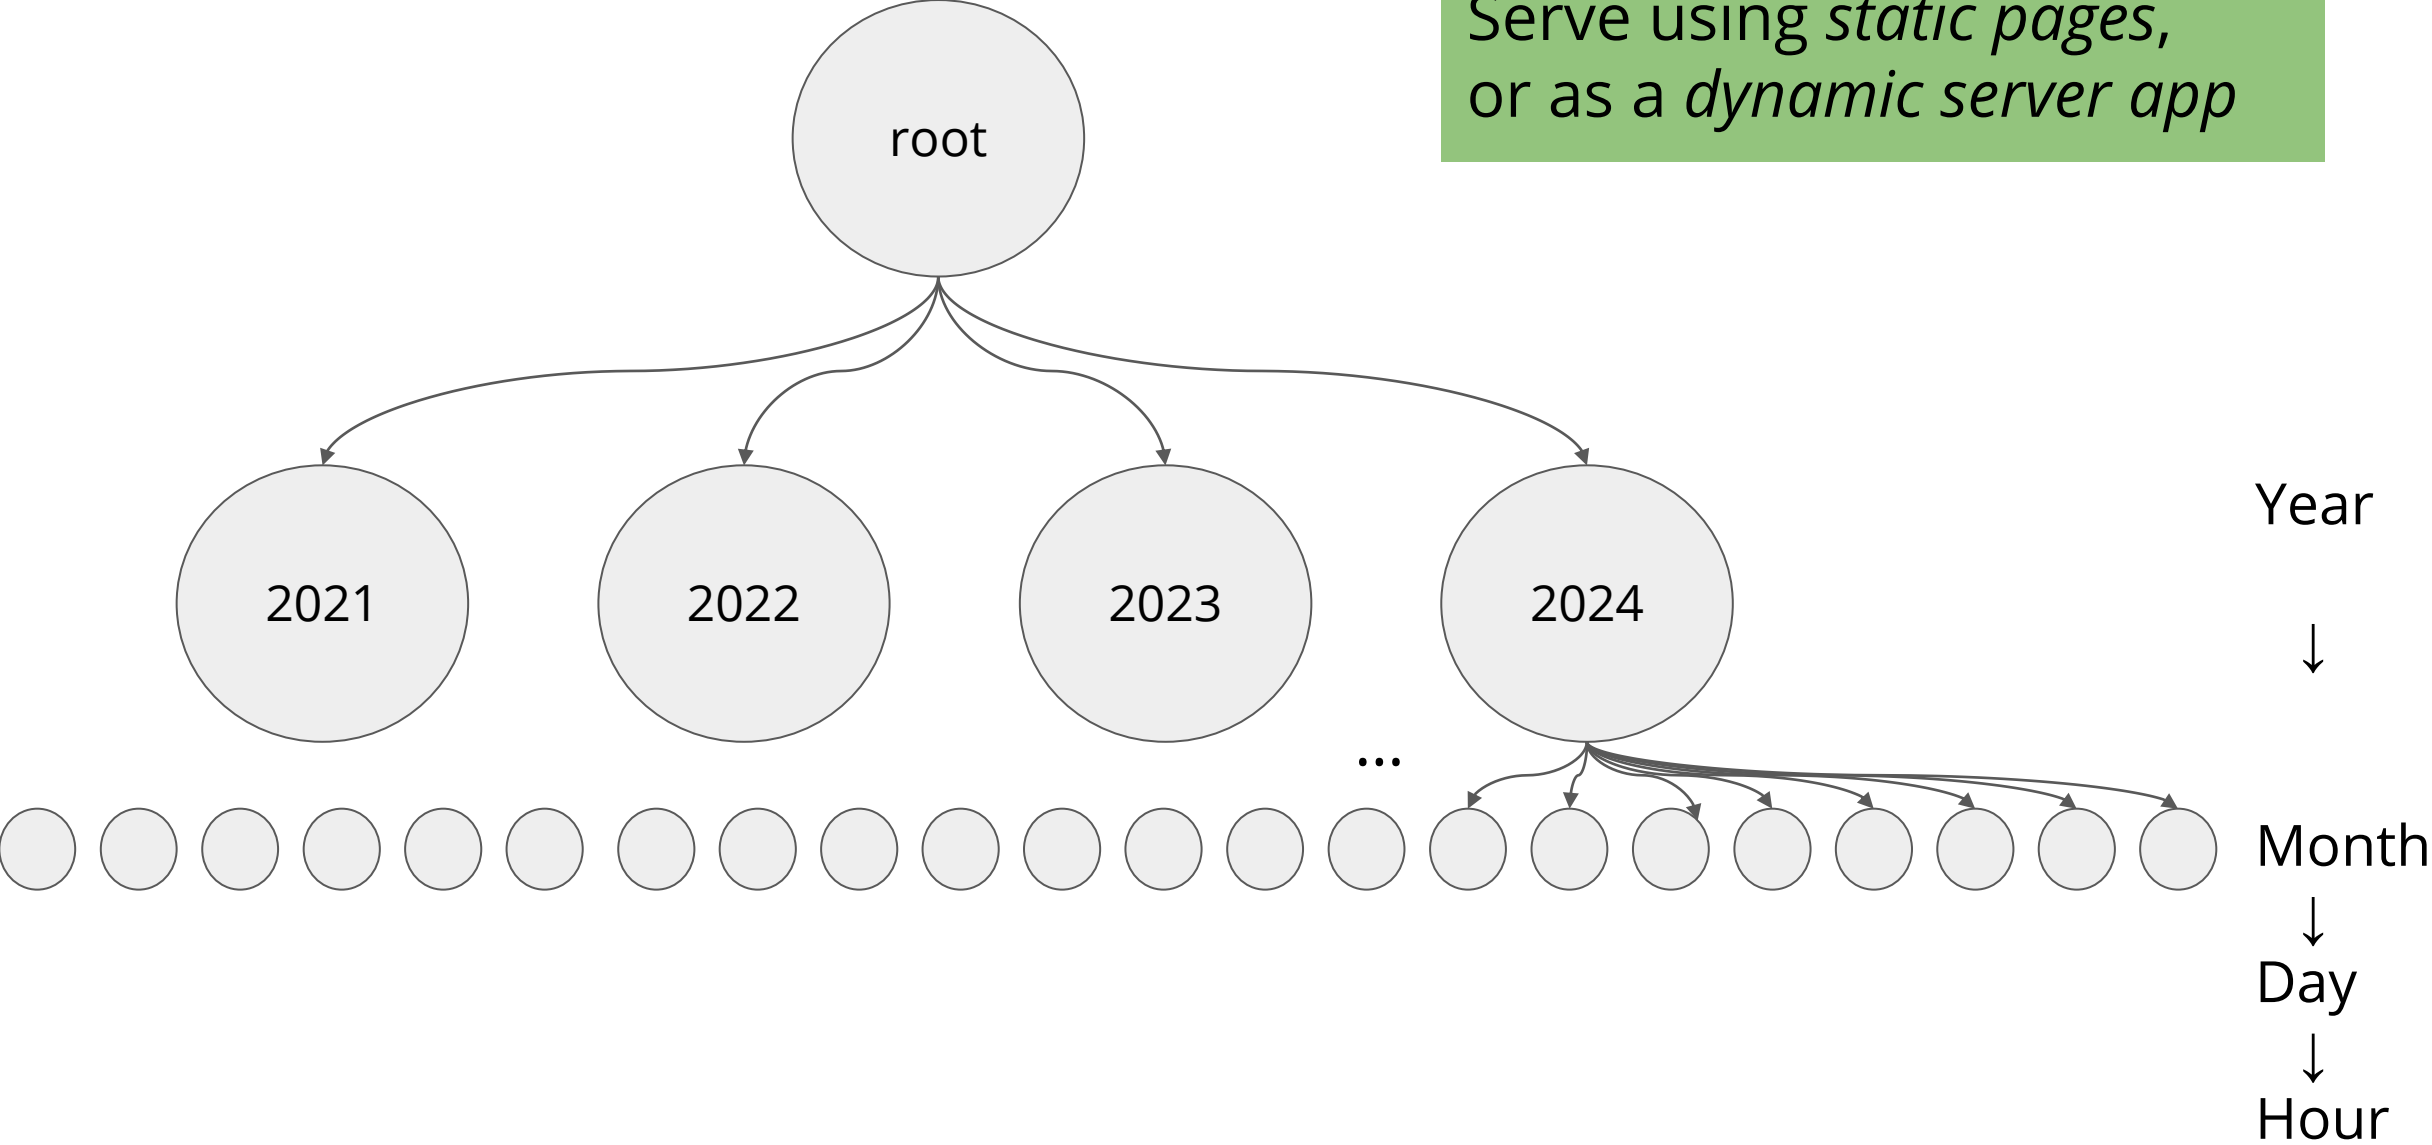 Serve using static pages,
or as a dynamic server app
root
2021
2022
2023
2024
Year
↓
...
Month
↓
Day
↓
Hour